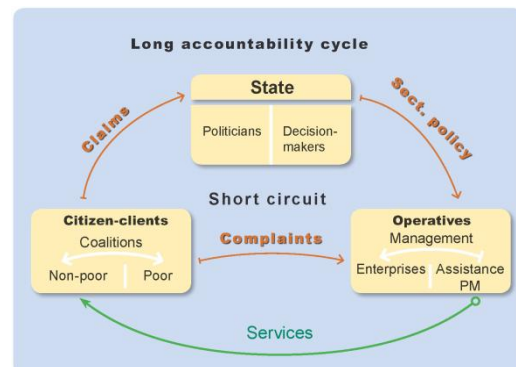 Long accountability cycle
State
Claims
Sect. policy
Politicians
Decision-
makers
Short circuit
Citizen-clients
Coalitions
Non-poor
Poor
Complaints
Operatives
Management
Enterprises
Assistance
PM
Services